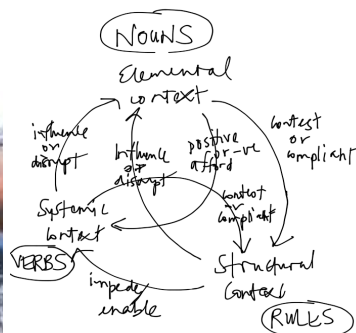 NOUNS
Elemental
context
influence
or
disrupt
Influence
or
disrupt
positive
or -ve
afford
contest
or
compliant
contest
or
compliant
Systemic
context
VERBS
impede
enable
Structural
Context
RULES